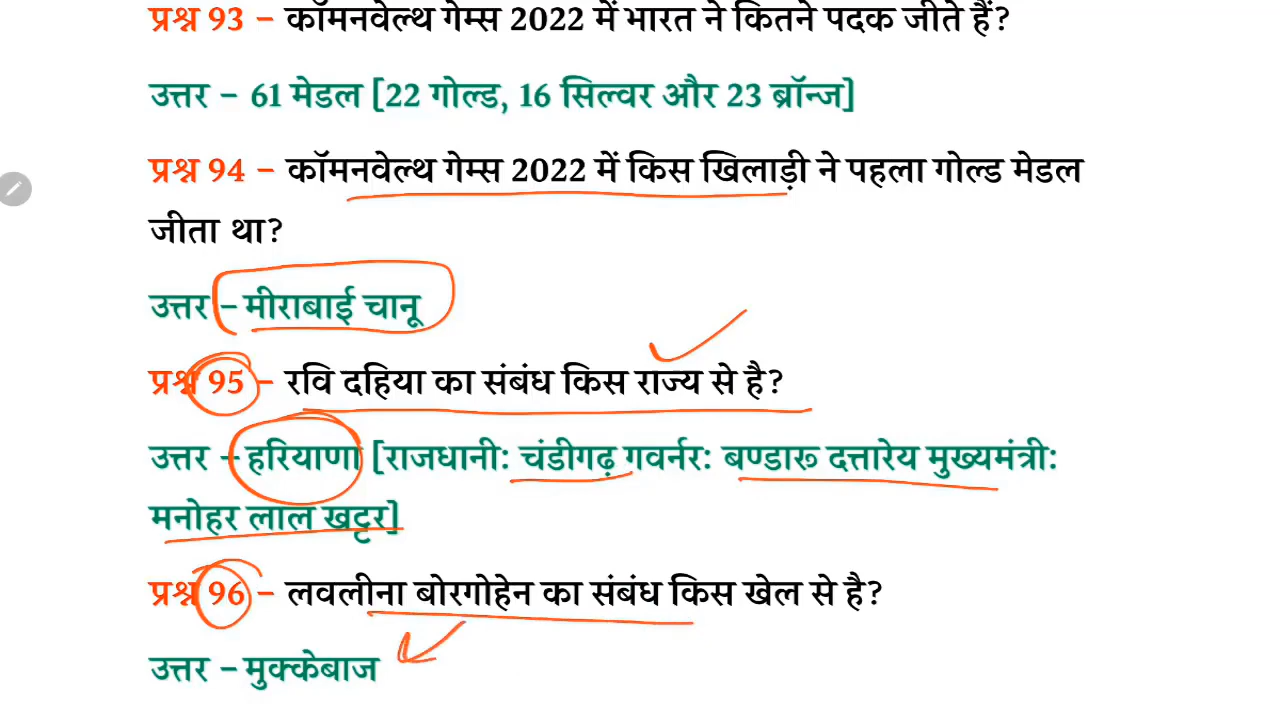 प्रश्न 93 – कॉमनवेल्थ गेम्स 2022 में भारत ने कितने पदक जीते हैं?
उत्तर – 61 मेडल [22 गोल्ड, 16 सिल्वर और 23 ब्रॉन्ज]
प्रश्न 94 – कॉमनवेल्थ गेम्स 2022 में किस खिलाड़ी ने पहला गोल्ड मेडल
जीता था?
उत्तर – मीराबाई चानू
प्रश्न 95 – रवि दहिया का संबंध किस राज्य से है?
उत्तर – हरियाणा [राजधानी: चंडीगढ़ गवर्नर: बण्डारू दत्तारेय मुख्यमंत्री:
मनोहर लाल खट्टर]
प्रश्न 96 – लवलीना बोरगोहेन का संबंध किस खेल से है?
उत्तर – मुक्केबाज